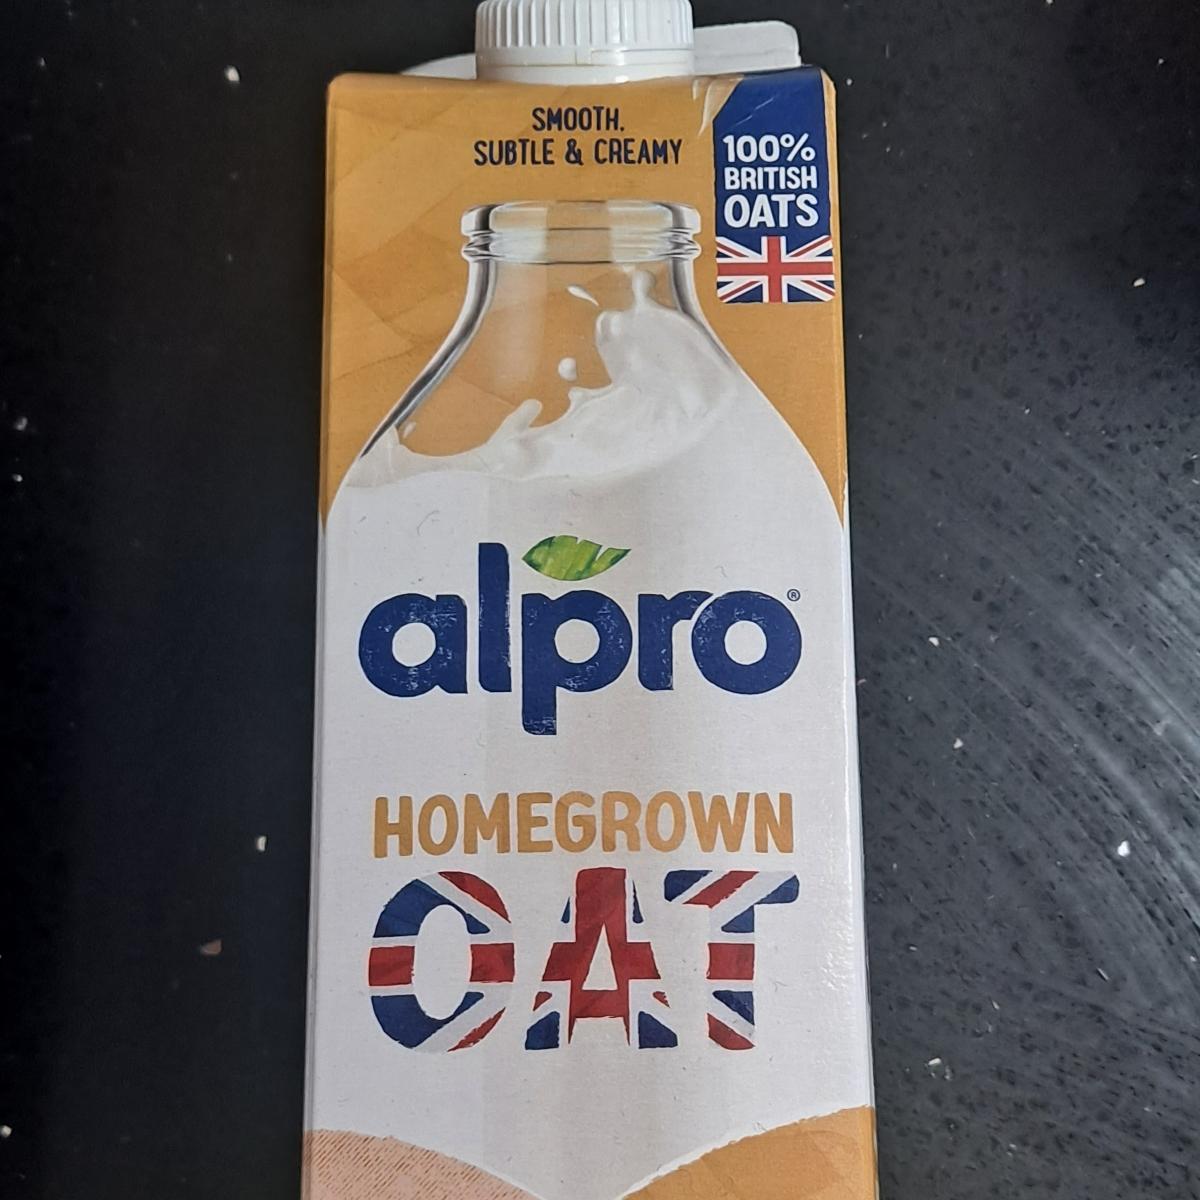 SMOOTH,
SUBTLE & CREAMY
100%
BRITISH
OATS
alpro®
HOMEGROWN
OAT